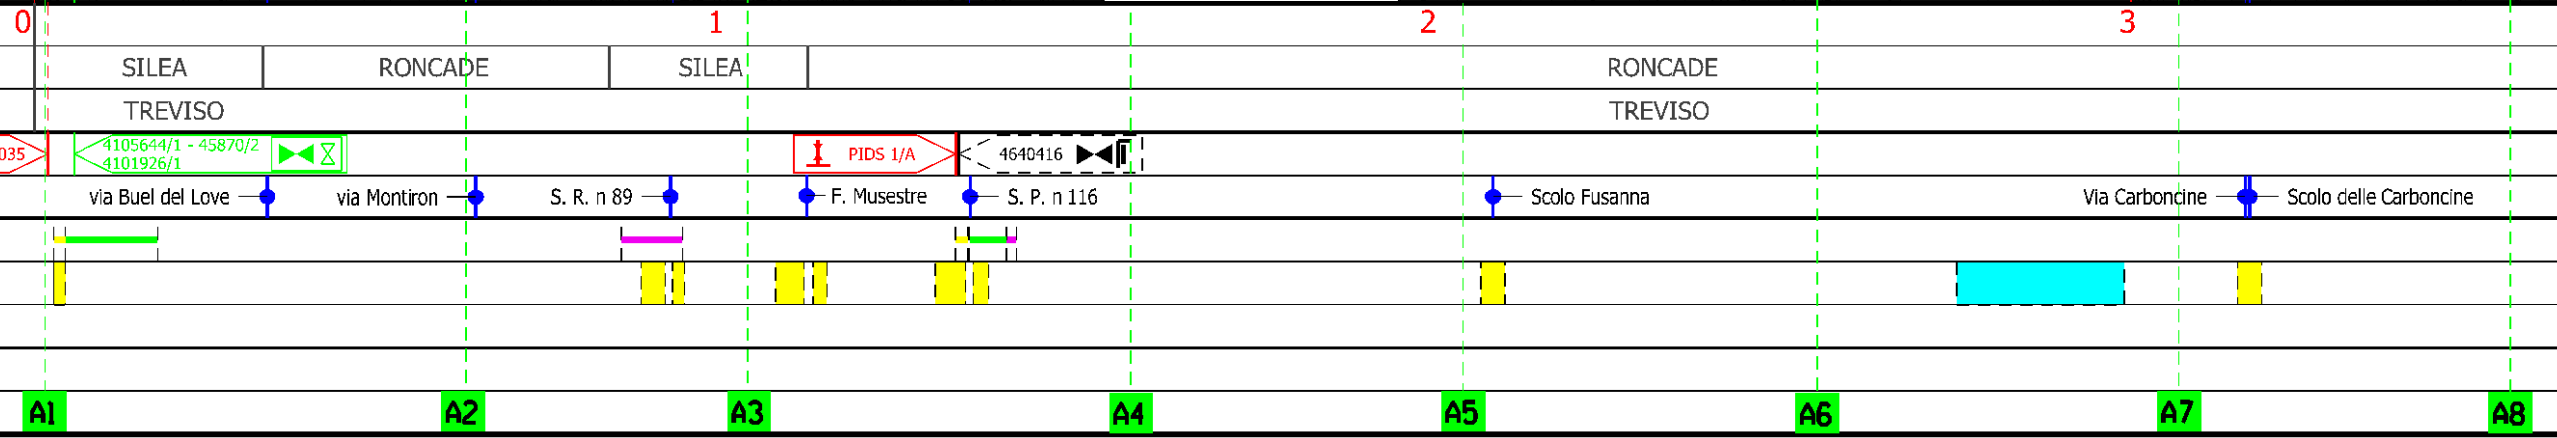 0 1 2 3
SILEA RONCADE SILEA RONCADE
TREVISO TREVISO
035 4105644/1 - 45870/2 PIDS 1/A 4640416
4101926/1
via Buel del Love via Montiron S. R. n 89 F. Musestre S. P. n 116 Scolo Fusanna Via Carboncine Scolo delle Carboncine
A1 A2 A3 A4 A5 A6 A7 A8